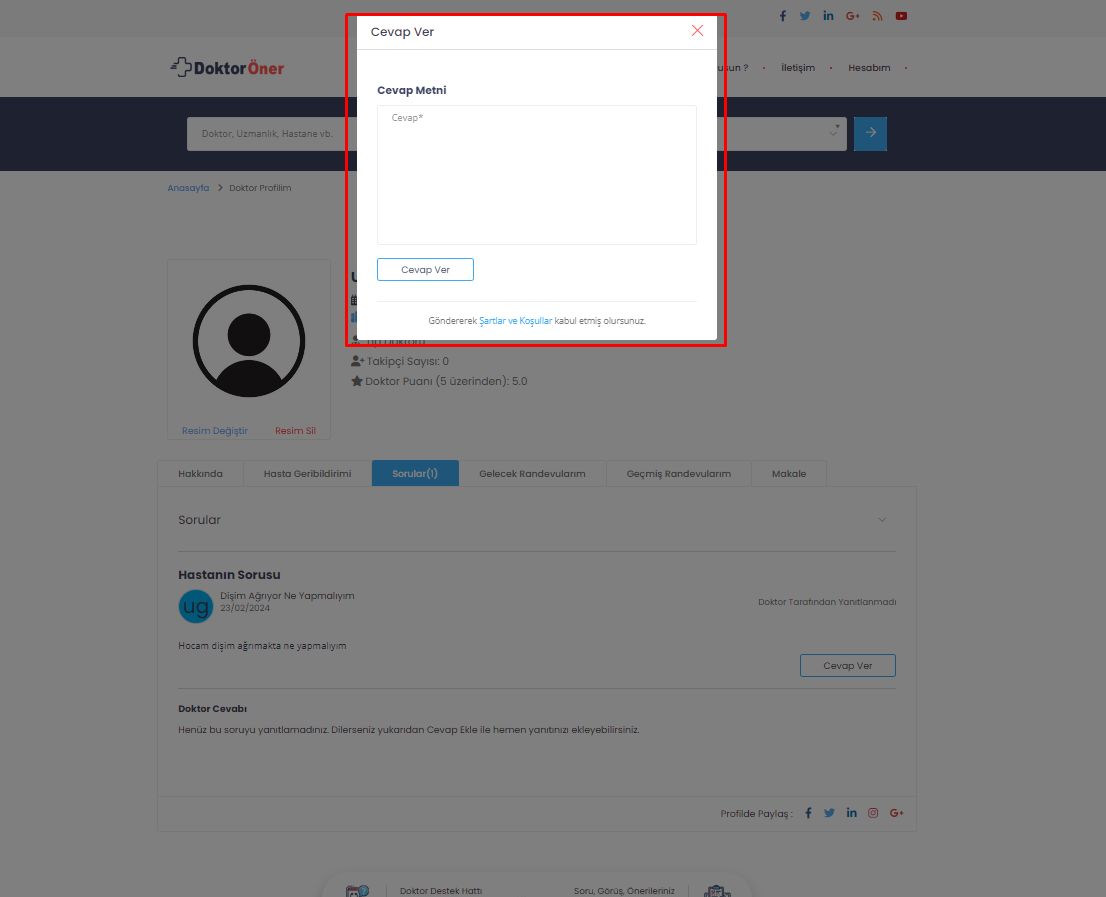 Cevap Ver
DoktorÖner
İletişim
Hesabım
Cevap Metni
Cevap*
Doktor, Uzmanlık, Hastane vb.
Anasayfa > Doktor Profilim
Cevap Ver
Göndererek Şartlar ve Koşullar kabul etmiş olursunuz.
Takipçi Sayısı: 0
Doktor Puanı (5 üzerinden): 5.0
Resim Değiştir
Resim Sil
Hakkında
Hasta Geribildirimi
Sorular(1)
Gelecek Randevularım
Geçmiş Randevularım
Makale
Sorular
Hastanın Sorusu
ug
Dişim Ağrıyor Ne Yapmalıyım
23/02/2024
Doktor Tarafından Yanıtlanmadı
Hocam dişim ağrımakta ne yapmalıyım
Cevap Ver
Doktor Cevabı
Henüz bu soruyu yanıtlamadınız. Dilerseniz yukarıdan Cevap Ekle ile hemen yanıtınızı ekleyebilirsiniz.
Profilde Paylaş :
Doktor Destek Hattı
Soru, Görüş, Önerileriniz